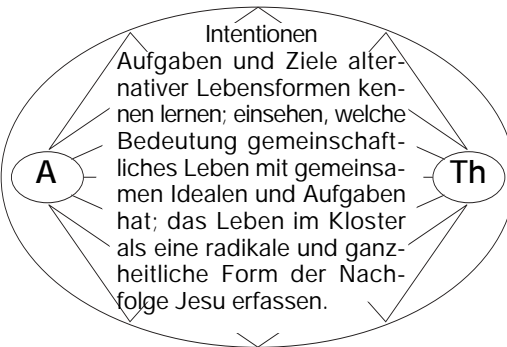 Intentionen
Aufgaben und Ziele alter-
nativer Lebensformen ken-
nen lernen; einsehen, welche
Bedeutung gemeinschaft-
liches Leben mit gemeinsa-
men Idealen und Aufgaben
hat; das Leben im Kloster
als eine radikale und ganz-
heitliche Form der Nach-
folge Jesu erfassen.
A
Th